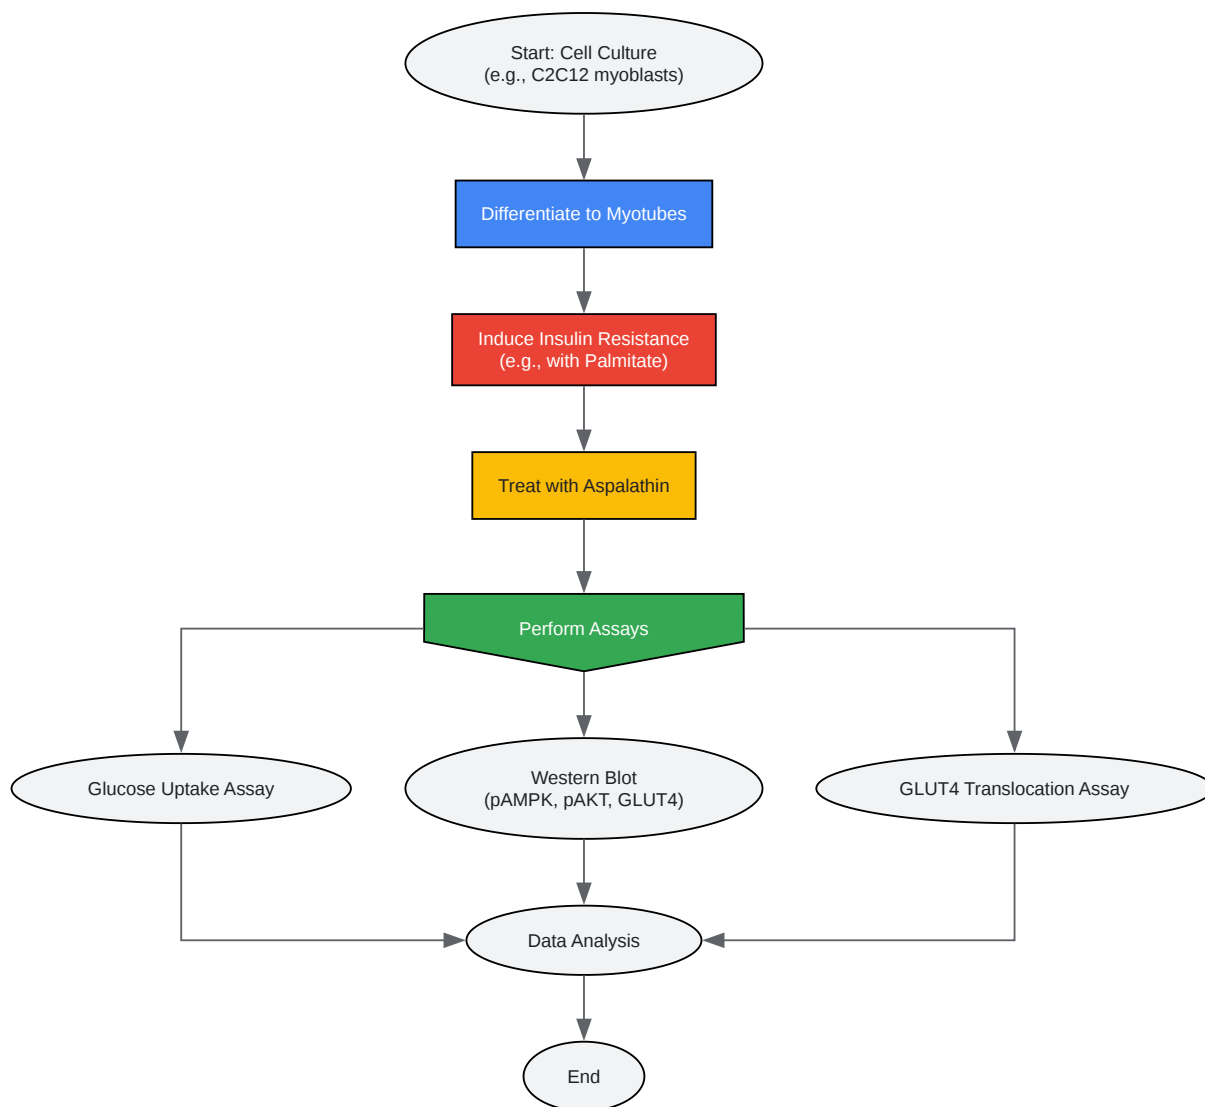 Start: Cell Culture
(e.g., C2C12 myoblasts)
Differentiate to Myotubes
Induce Insulin Resistance
(e.g., with Palmitate)
Treat with Aspalathin
Perform Assays
Glucose Uptake Assay
Western Blot
(pAMPK, pAKT, GLUT4)
GLUT4 Translocation Assay
Data Analysis
End